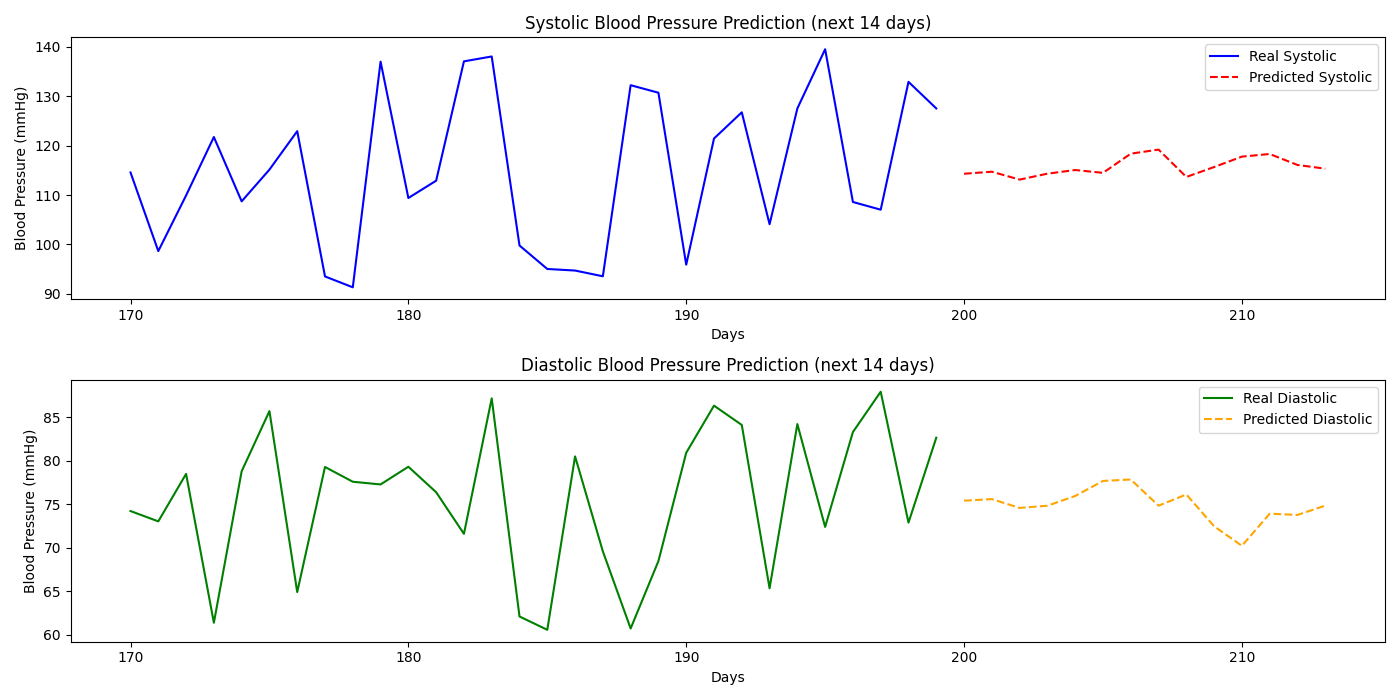 Systolic Blood Pressure Prediction (next 14 days)
Blood Pressure (mmHg)
140
130
120
110
100
90
Real Systolic
Predicted Systolic
170 180 190 200 210
Days
Diastolic Blood Pressure Prediction (next 14 days)
Blood Pressure (mmHg)
85
80
75
70
65
60
Real Diastolic
Predicted Diastolic
170 180 190 200 210
Days